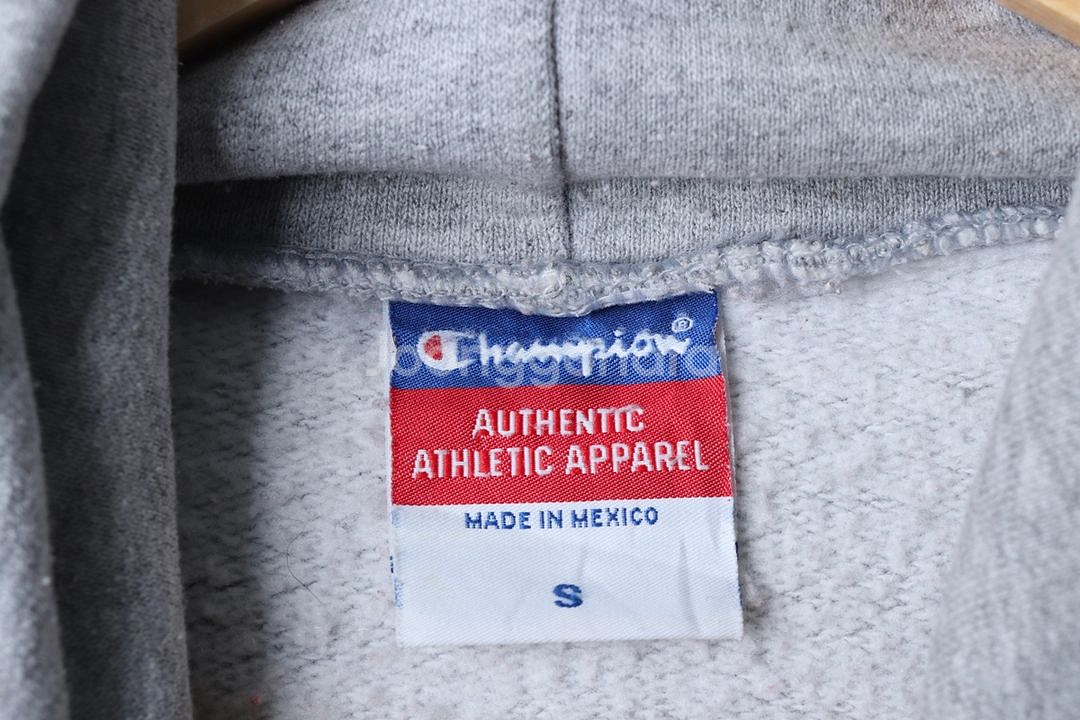 Champion®
AUTHENTIC
ATHLETIC APPAREL
MADE IN MEXICO
S